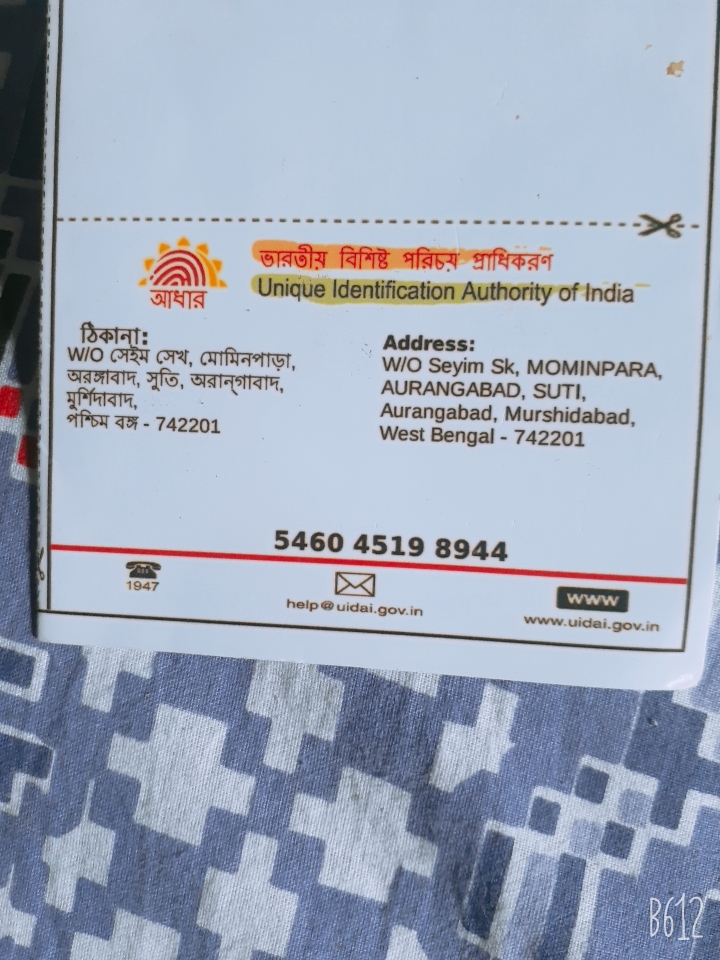 ভারতীয় বিশিষ্ট পরিচয় প্রাধিকরণ
আধার
Unique Identification Authority of India
ঠিকানা:
W/O সেইম সেখ, মোমিনপাড়া,
অরঙ্গাবাদ, সুতি, অরান্গাবাদ,
মুর্শিদাবাদ,
পশ্চিম বঙ্গ - 742201
Address:
W/O Seyim Sk, MOMINPARA,
AURANGABAD, SUTI,
Aurangabad, Murshidabad,
West Bengal - 742201
5460 4519 8944
1947
help@uidai.gov.in
www
www.uidai.gov.in
B612